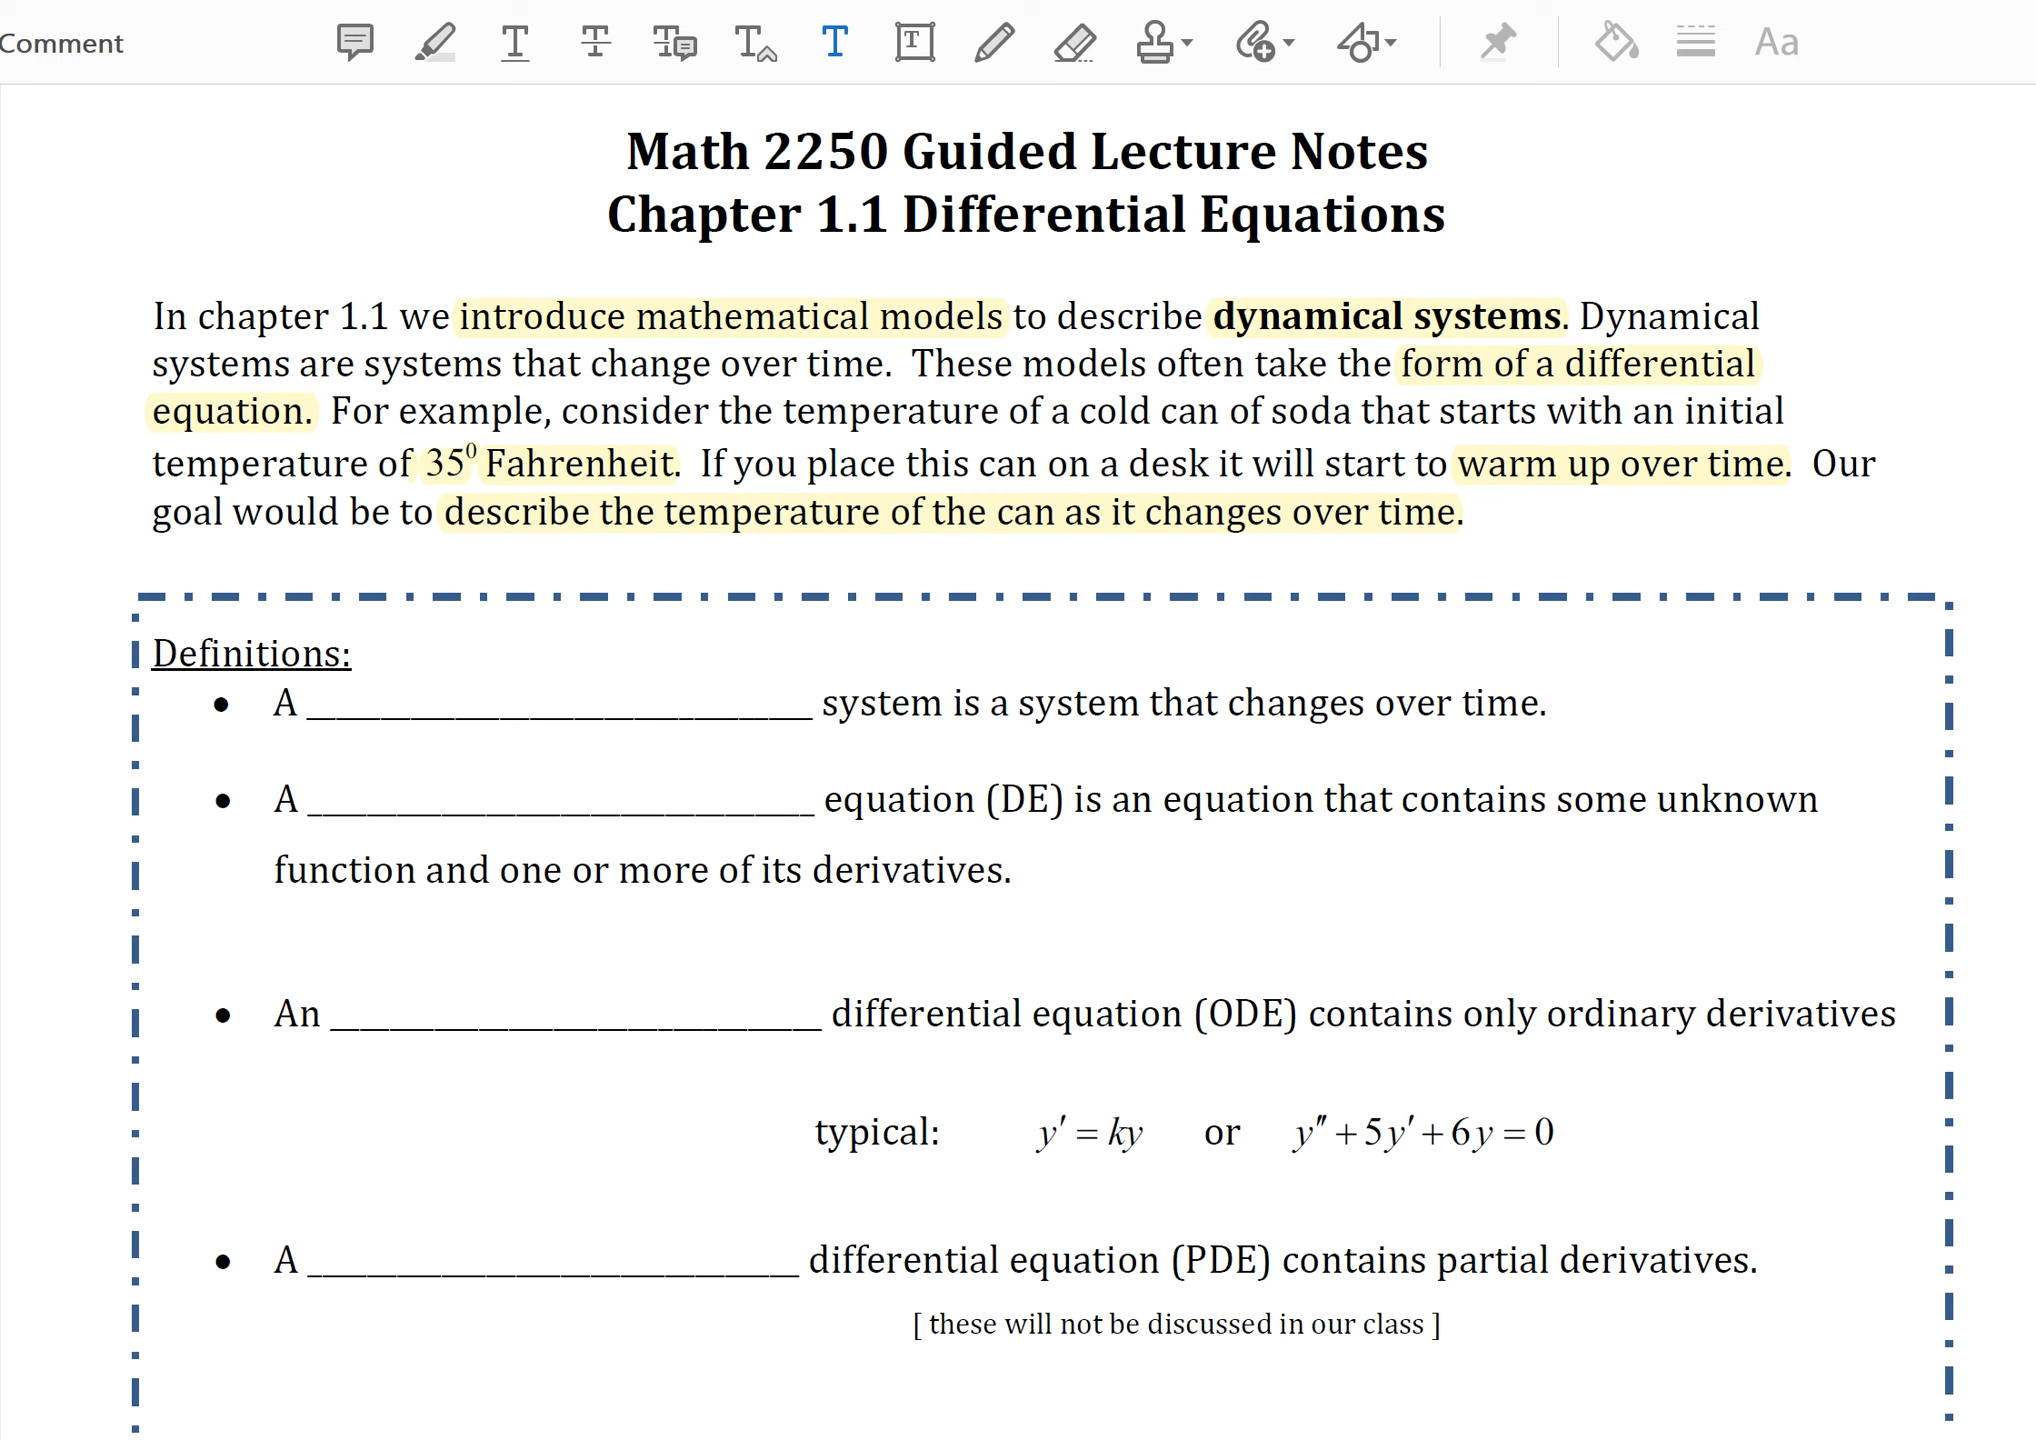 Comment
Aa
Math 2250 Guided Lecture Notes
Chapter 1.1 Differential Equations
In chapter 1.1 we introduce mathematical models to describe dynamical systems. Dynamical
systems are systems that change over time.  These models often take the form of a differential
equation.  For example, consider the temperature of a cold can of soda that starts with an initial
temperature of 35⁰ Fahrenheit.  If you place this can on a desk it will start to warm up over time.  Our
goal would be to describe the temperature of the can as it changes over time.
Definitions:
• A __________________________ system is a system that changes over time.
• A __________________________ equation (DE) is an equation that contains some unknown
function and one or more of its derivatives.
• An _________________________ differential equation (ODE) contains only ordinary derivatives
typical: y′ = ky or y″ + 5y′ + 6y = 0
• A _________________________ differential equation (PDE) contains partial derivatives.
[ these will not be discussed in our class ]